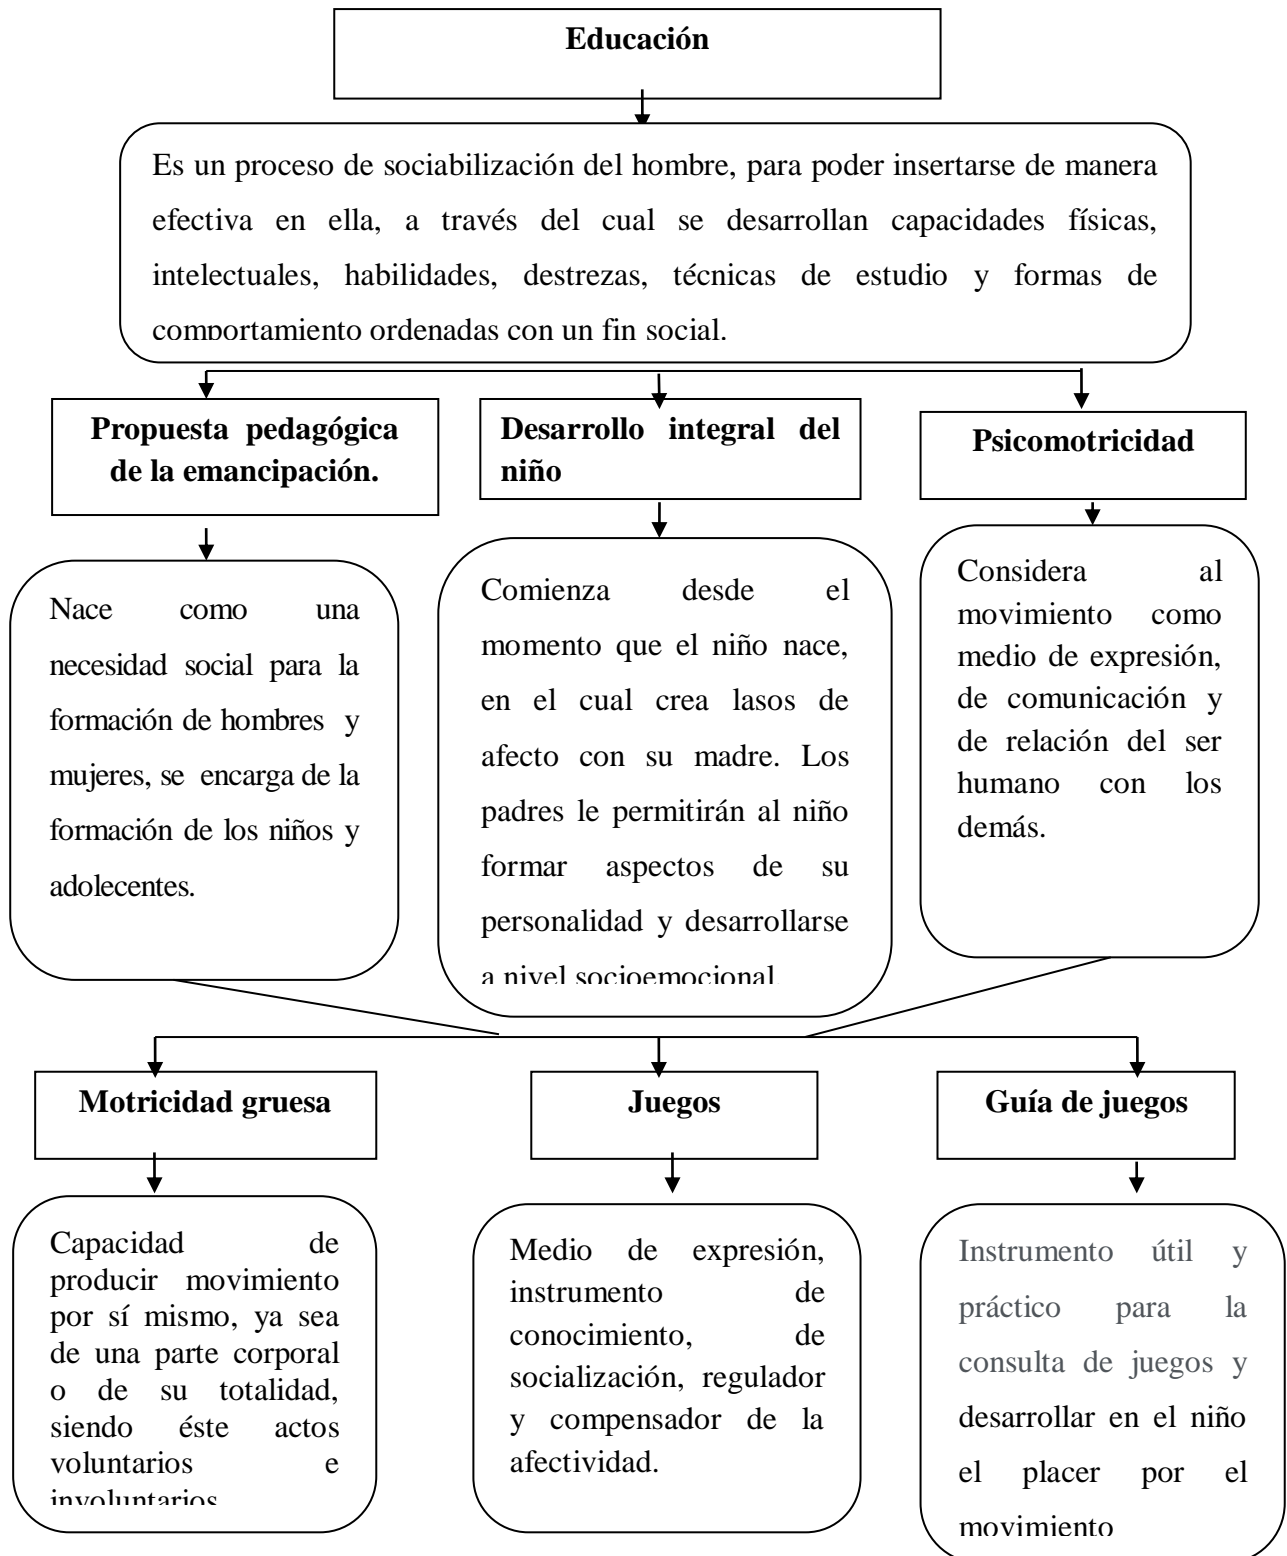 Educación
Es un proceso de sociabilización del hombre, para poder insertarse de manera
efectiva en ella, a través del cual se desarrollan capacidades físicas,
intelectuales, habilidades, destrezas, técnicas de estudio y formas de
comportamiento ordenadas con un fin social.
Propuesta pedagógica
de la emancipación.
Desarrollo integral del
niño
Psicomotricidad
Nace como una
necesidad social para la
formación de hombres y
mujeres, se encarga de la
formación de los niños y
adolecentes.
Comienza desde el
momento que el niño nace,
en el cual crea lasos de
afecto con su madre. Los
padres le permitirán al niño
formar aspectos de su
personalidad y desarrollarse
a nivel socioemocional.
Considera al
movimiento como
medio de expresión,
de comunicación y
de relación del ser
humano con los
demás.
Motricidad gruesa
Juegos
Guía de juegos
Capacidad de
producir movimiento
por sí mismo, ya sea
de una parte corporal
o de su totalidad,
siendo éste actos
voluntarios e
involuntarios
Medio de expresión,
instrumento de
conocimiento, de
socialización, regulador
y compensador de la
afectividad.
Instrumento útil y
práctico para la
consulta de juegos y
desarrollar en el niño
el placer por el
movimiento